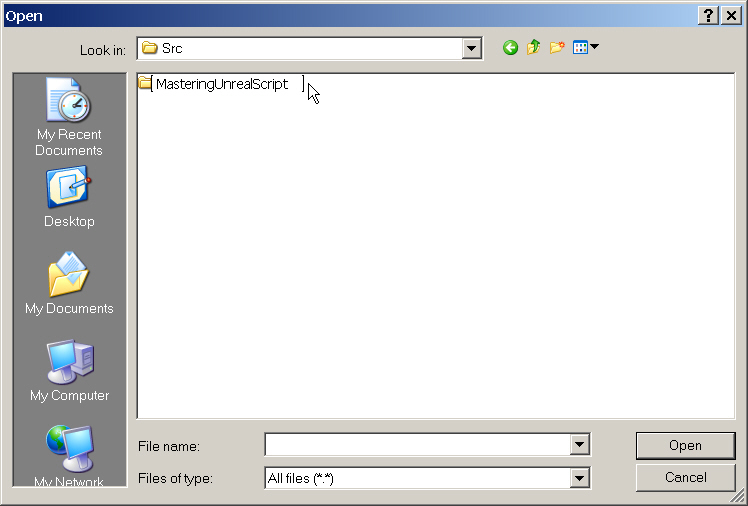 Open
Look in: Src
[ MasteringUnrealScript ]
My Recent
Documents
Desktop
My Documents
My Computer
My Network
File name:
Open
Files of type: All files (*.*)
Cancel